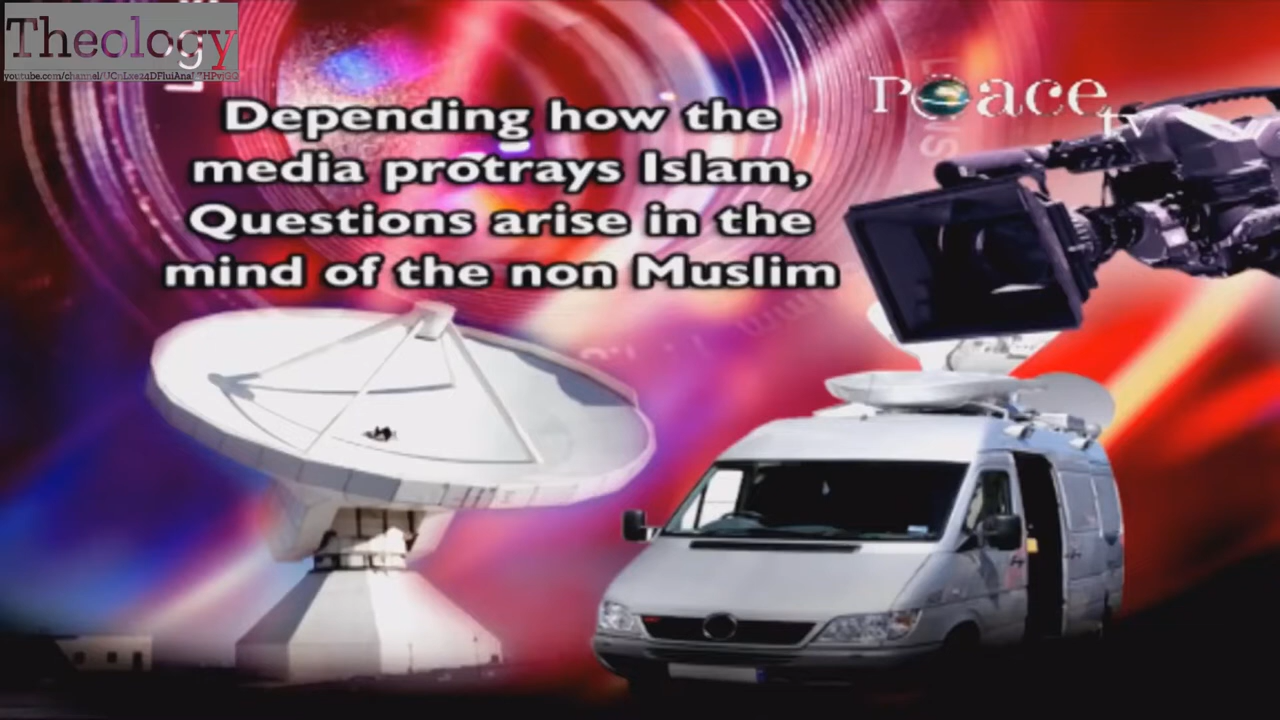 Theology
Depending how the
media protrays Islam,
Questions arise in the
mind of the non Muslim
Peace
tv